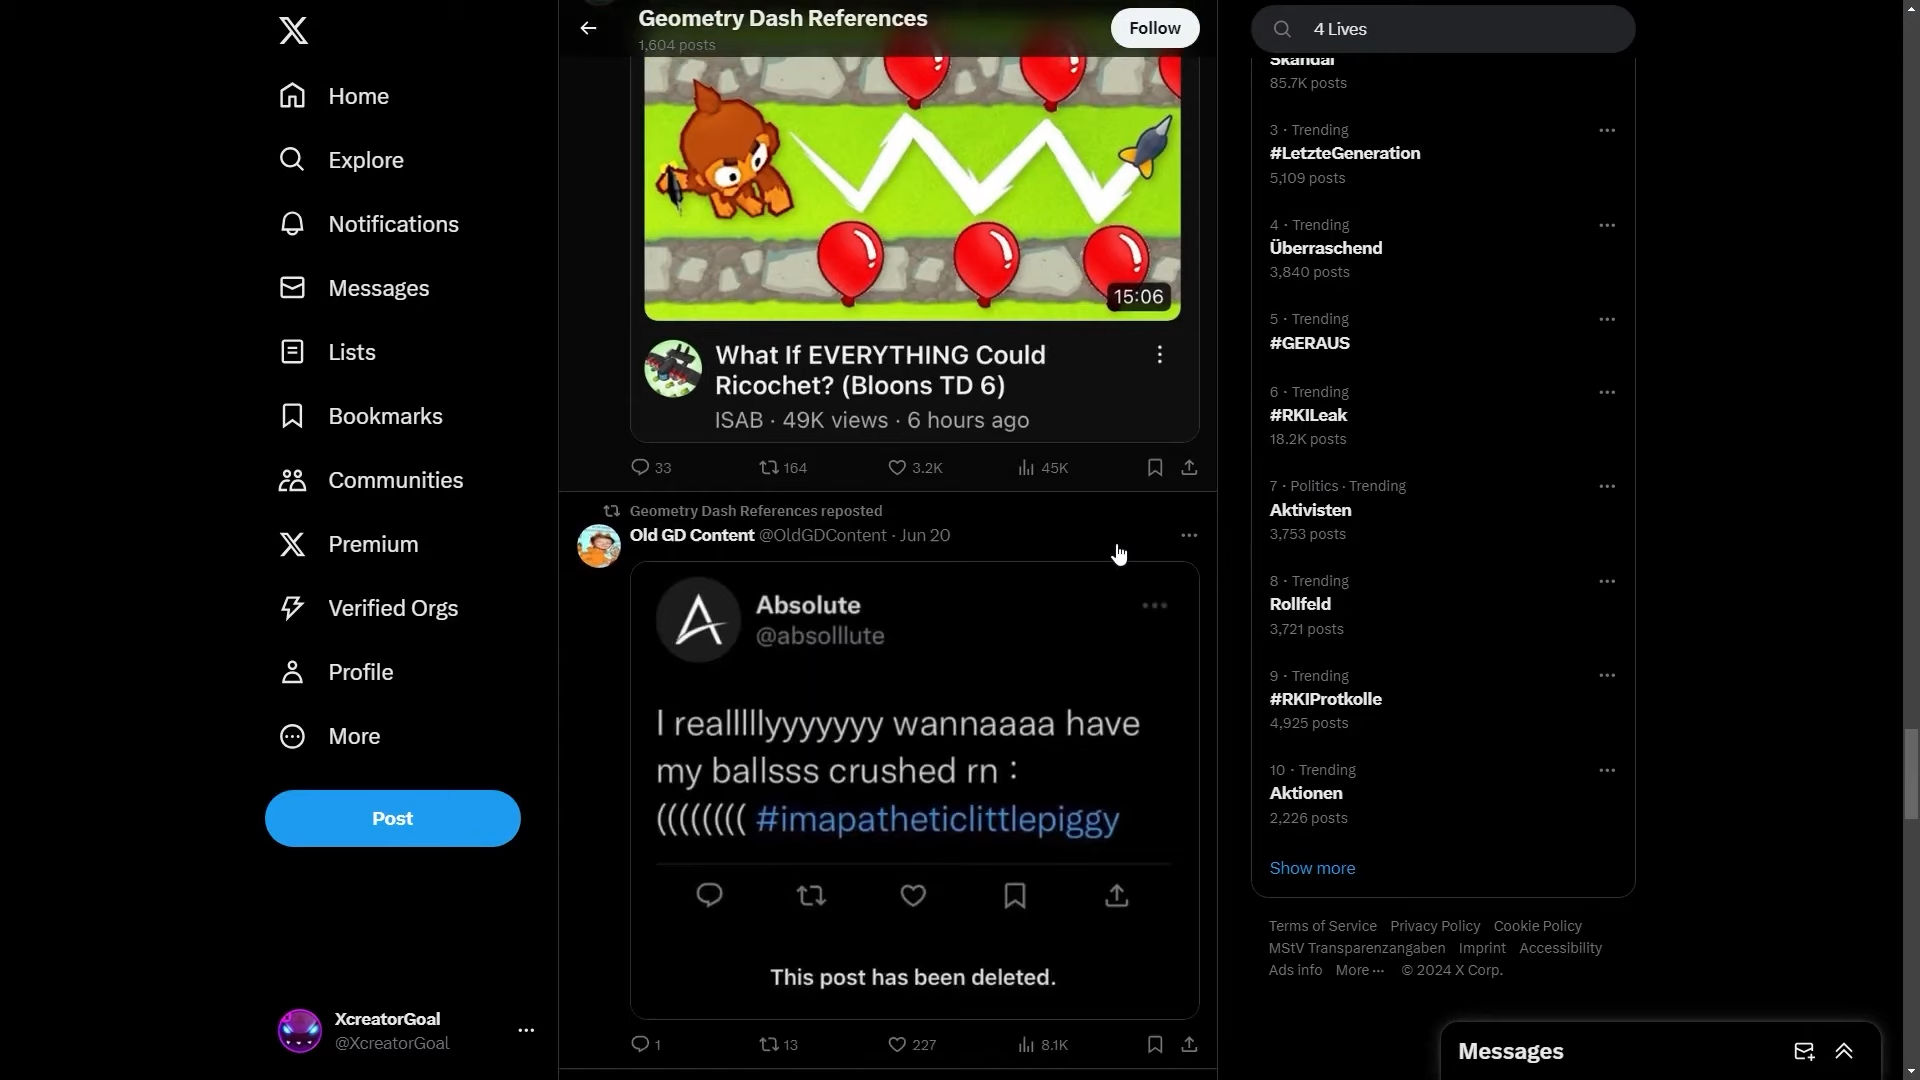 Home
Explore
Notifications
Messages
Lists
Bookmarks
Communities
Premium
Verified Orgs
Profile
More
Post
XcreatorGoal
@XcreatorGoal
Geometry Dash References
1,604 posts
Follow
15:06
What If EVERYTHING Could
Ricochet? (Bloons TD 6)
ISAB · 49K views · 6 hours ago
33 164 3.2K 45K
Geometry Dash References reposted
Old GD Content @OldGDContent · Jun 20
Absolute
@absolllute
I reallllllyyyyyyy wannaaaa have
my ballsss crushed rn :
(((((((( #imapatheticlittlepiggy
This post has been deleted.
1 13 227 8.1K
4 Lives
Skandal
85.7K posts
3 · Trending
#LetzteGeneration
5,109 posts
4 · Trending
Überraschend
3,840 posts
5 · Trending
#GERAUS
6 · Trending
#RKILeak
18.2K posts
7 · Politics · Trending
Aktivisten
3,753 posts
8 · Trending
Rollfeld
3,721 posts
9 · Trending
#RKIProtkolle
4,925 posts
10 · Trending
Aktionen
2,226 posts
Show more
Terms of Service Privacy Policy Cookie Policy
MStV Transparenzangaben Imprint Accessibility
Ads info More ··· © 2024 X Corp.
Messages